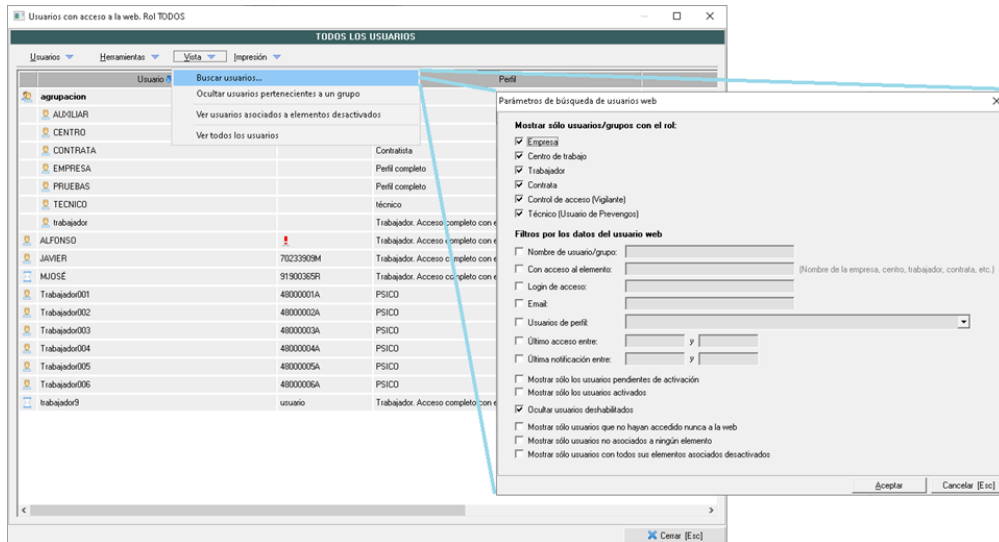 Usuarios con acceso a la web. Rol TODOS
TODOS LOS USUARIOS
Usuarios Herramientas Vista Impresión
Usuario Perfil
Buscar usuarios...
Ocultar usuarios pertenecientes a un grupo
Ver usuarios asociados a elementos desactivados
Ver todos los usuarios
agrupacion
AUXILIAR
CENTRO
CONTRATA Contratista
EMPRESA Perfil completo
PRUEBAS Perfil completo
TECNICO técnico
trabajador Trabajador. Acceso completo con e
ALFONSO Trabajador. Acceso completo con e
JAVIER 70233909M Trabajador. Acceso completo con e
MJOSÉ 91900365R Trabajador. Acceso completo con e
Trabajador001 48000001A PSICO
Trabajador002 48000002A PSICO
Trabajador003 48000003A PSICO
Trabajador004 48000004A PSICO
Trabajador005 48000005A PSICO
Trabajador006 48000006A PSICO
trabajador9 usuario Trabajador. Acceso completo con e
Cerrar [Esc]
Parámetros de búsqueda de usuarios web
Mostrar sólo usuarios/grupos con el rol:
Empresa
Centro de trabajo
Trabajador
Contrata
Control de acceso (Vigilante)
Técnico (Usuario de Prevengos)
Filtros por los datos del usuario web
Nombre de usuario/grupo:
Con acceso al elemento: (Nombre de la empresa, centro, trabajador, contrata, etc.)
Login de acceso:
Email:
Usuarios de perfil:
Último acceso entre: y
Última notificación entre: y
Mostrar sólo los usuarios pendientes de activación
Mostrar sólo los usuarios activados
Ocultar usuarios deshabilitados
Mostrar sólo usuarios que no hayan accedido nunca a la web
Mostrar sólo usuarios no asociados a ningún elemento
Mostrar sólo usuarios con todos sus elementos asociados desactivados
Aceptar Cancelar [Esc]